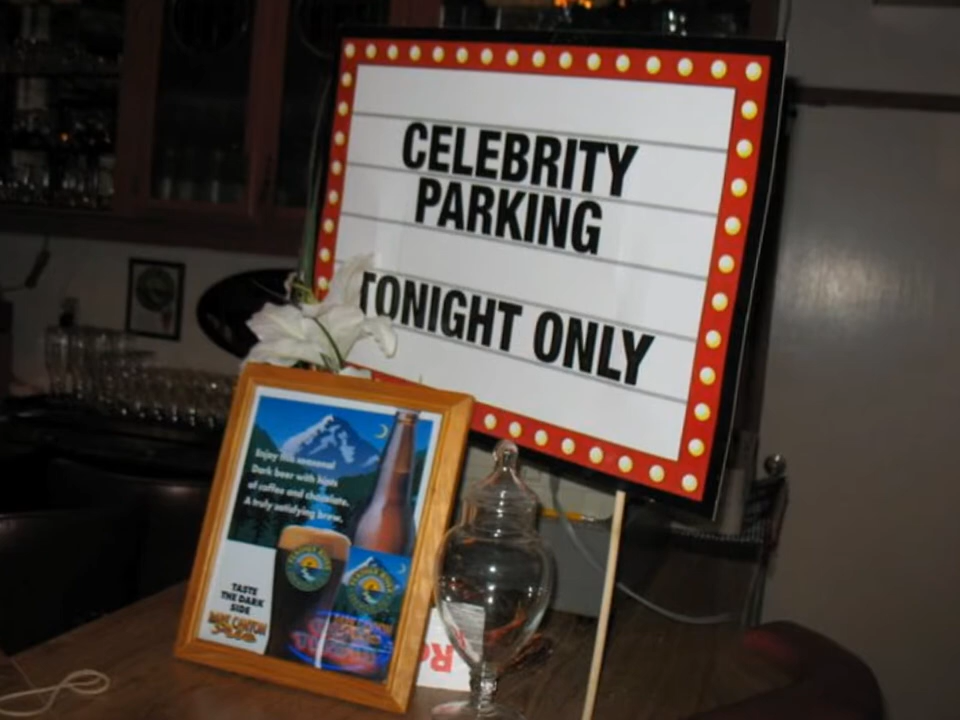 CELEBRITY
PARKING
TONIGHT ONLY
Enjoy this seasonal
Dark beer with hints
of coffee and chocolate.
A truly satisfying brew.
TASTE
THE DARK
SIDE